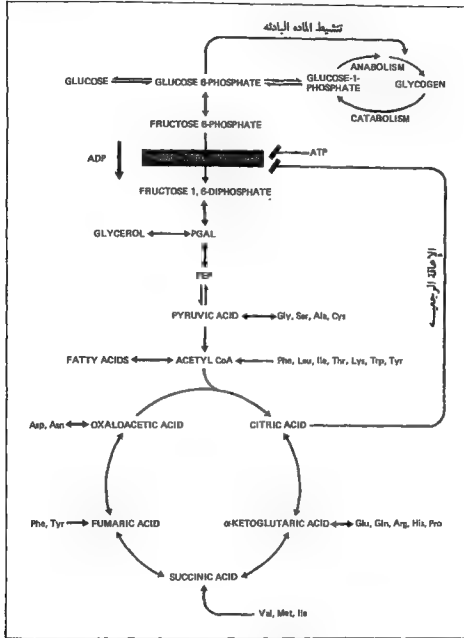 تنشيط المادة البادئة
ANABOLISM
GLUCOSE GLUCOSE 6-PHOSPHATE GLUCOSE-1-PHOSPHATE GLYCOGEN
CATABOLISM
FRUCTOSE 6-PHOSPHATE
ADP ATP
FRUCTOSE 1, 6-DIPHOSPHATE
GLYCEROL PGAL
الإعاقة الرجعية
PEP
PYRUVIC ACID Gly, Ser, Ala, Cys
FATTY ACIDS ACETYL CoA Phe, Leu, Ile, Thr, Lys, Trp, Tyr
Asp, Asn OXALOACETIC ACID CITRIC ACID
Phe, Tyr FUMARIC ACID α-KETOGLUTARIC ACID Glu, Gln, Arg, His, Pro
SUCCINIC ACID
Val, Met, Ile